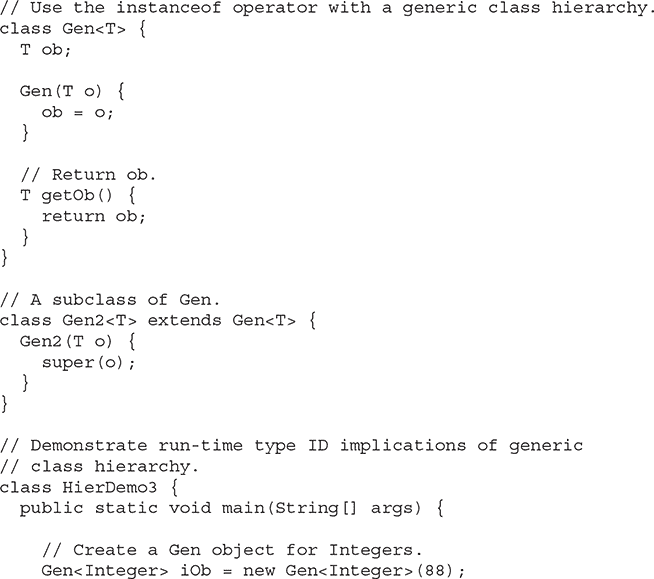 // Use the instanceof operator with a generic class hierarchy.
class Gen<T> {
  T ob;

  Gen(T o) {
    ob = o;
  }

  // Return ob.
  T getOb() {
    return ob;
  }
}

// A subclass of Gen.
class Gen2<T> extends Gen<T> {
  Gen2(T o) {
    super(o);
  }
}

// Demonstrate run-time type ID implications of generic
// class hierarchy.
class HierDemo3 {
  public static void main(String[] args) {

    // Create a Gen object for Integers.
    Gen<Integer> iOb = new Gen<Integer>(88);